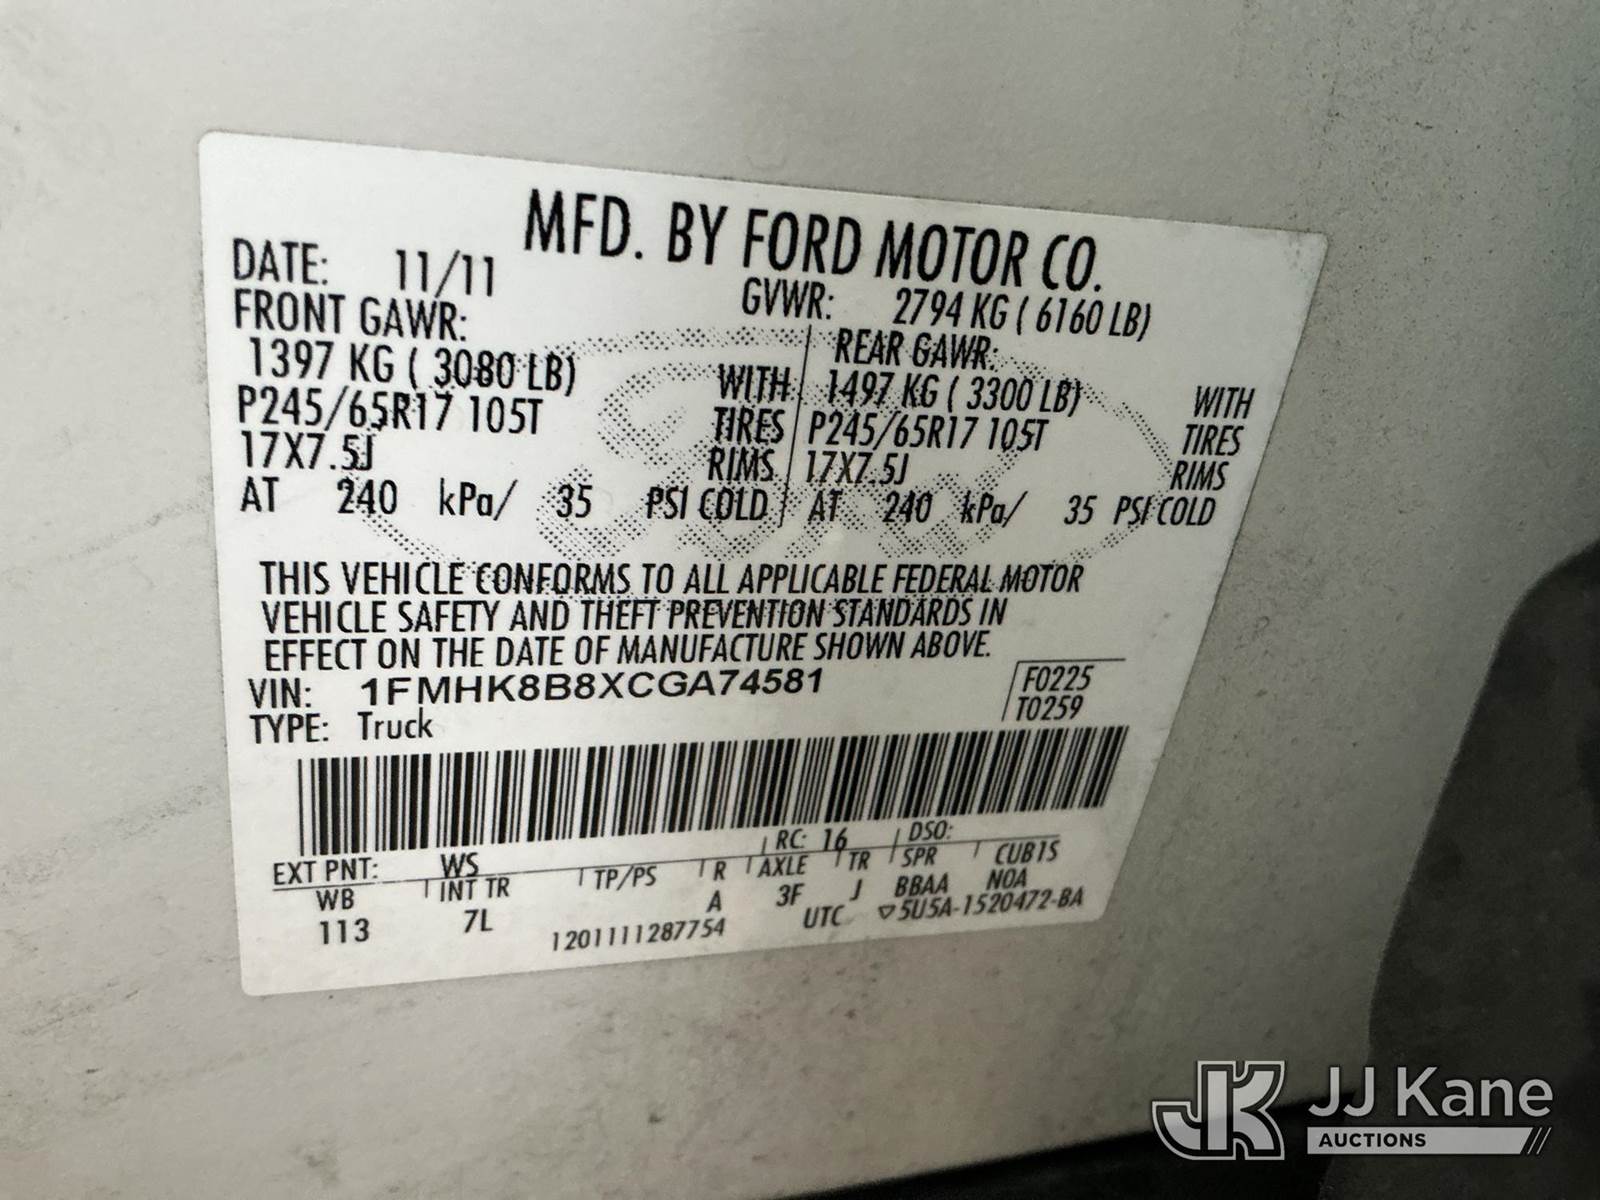 MFD. BY FORD MOTOR CO.
DATE: 11/11 GVWR: 2794 KG ( 6160 LB)
FRONT GAWR: REAR GAWR:
1397 KG ( 3080 LB) WITH 1497 KG ( 3300 LB) WITH
P245/65R17 105T TIRES P245/65R17 105T TIRES
17X7.5J RIMS 17X7.5J RIMS
AT 240 kPa/ 35 PSI COLD AT 240 kPa/ 35 PSI COLD
THIS VEHICLE CONFORMS TO ALL APPLICABLE FEDERAL MOTOR
VEHICLE SAFETY AND THEFT PREVENTION STANDARDS IN
EFFECT ON THE DATE OF MANUFACTURE SHOWN ABOVE.
VIN: 1FMHK8B8XCGA74581 F0225
TYPE: Truck T0259
EXT PNT: WS RC: 16 DSO:
WB INT TR TP/PS R AXLE TR SPR CUB1S
113 7L A 3F J BBAA N0A
1201111287754 UTC ▽5U5A-1520472-BA
Ford
JK JJ Kane
AUCTIONS